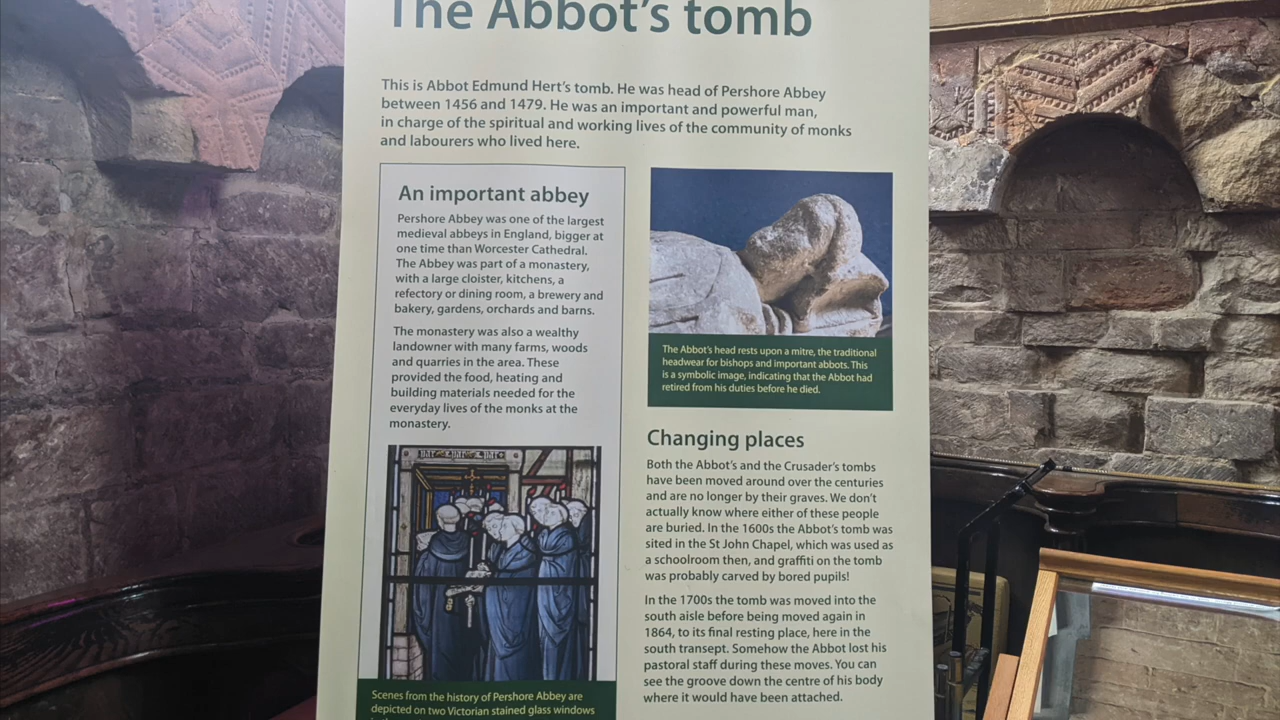 The Abbot's tomb
This is Abbot Edmund Hert's tomb. He was head of Pershore Abbey
between 1456 and 1479. He was an important and powerful man,
in charge of the spiritual and working lives of the community of monks
and labourers who lived here.
An important abbey
Pershore Abbey was one of the largest
medieval abbeys in England, bigger at
one time than Worcester Cathedral.
The Abbey was part of a monastery,
with a large cloister, kitchens, a
refectory or dining room, a brewery and
bakery, gardens, orchards and barns.
The monastery was also a wealthy
landowner with many farms, woods
and quarries in the area. These
provided the food, heating and
building materials needed for the
everyday lives of the monks at the
monastery.
Scenes from the history of Pershore Abbey are
depicted on two Victorian stained glass windows
The Abbot's head rests upon a mitre, the traditional
headwear for bishops and important abbots. This
is a symbolic image, indicating that the Abbot had
retired from his duties before he died.
Changing places
Both the Abbot's and the Crusader's tombs
have been moved around over the centuries
and are no longer by their graves. We don't
actually know where either of these people
are buried. In the 1600s the Abbot's tomb was
sited in the St John Chapel, which was used as
a schoolroom then, and graffiti on the tomb
was probably carved by bored pupils!
In the 1700s the tomb was moved into the
south aisle before being moved again in
1864, to its final resting place, here in the
south transept. Somehow the Abbot lost his
pastoral staff during these moves. You can
see the groove down the centre of his body
where it would have been attached.